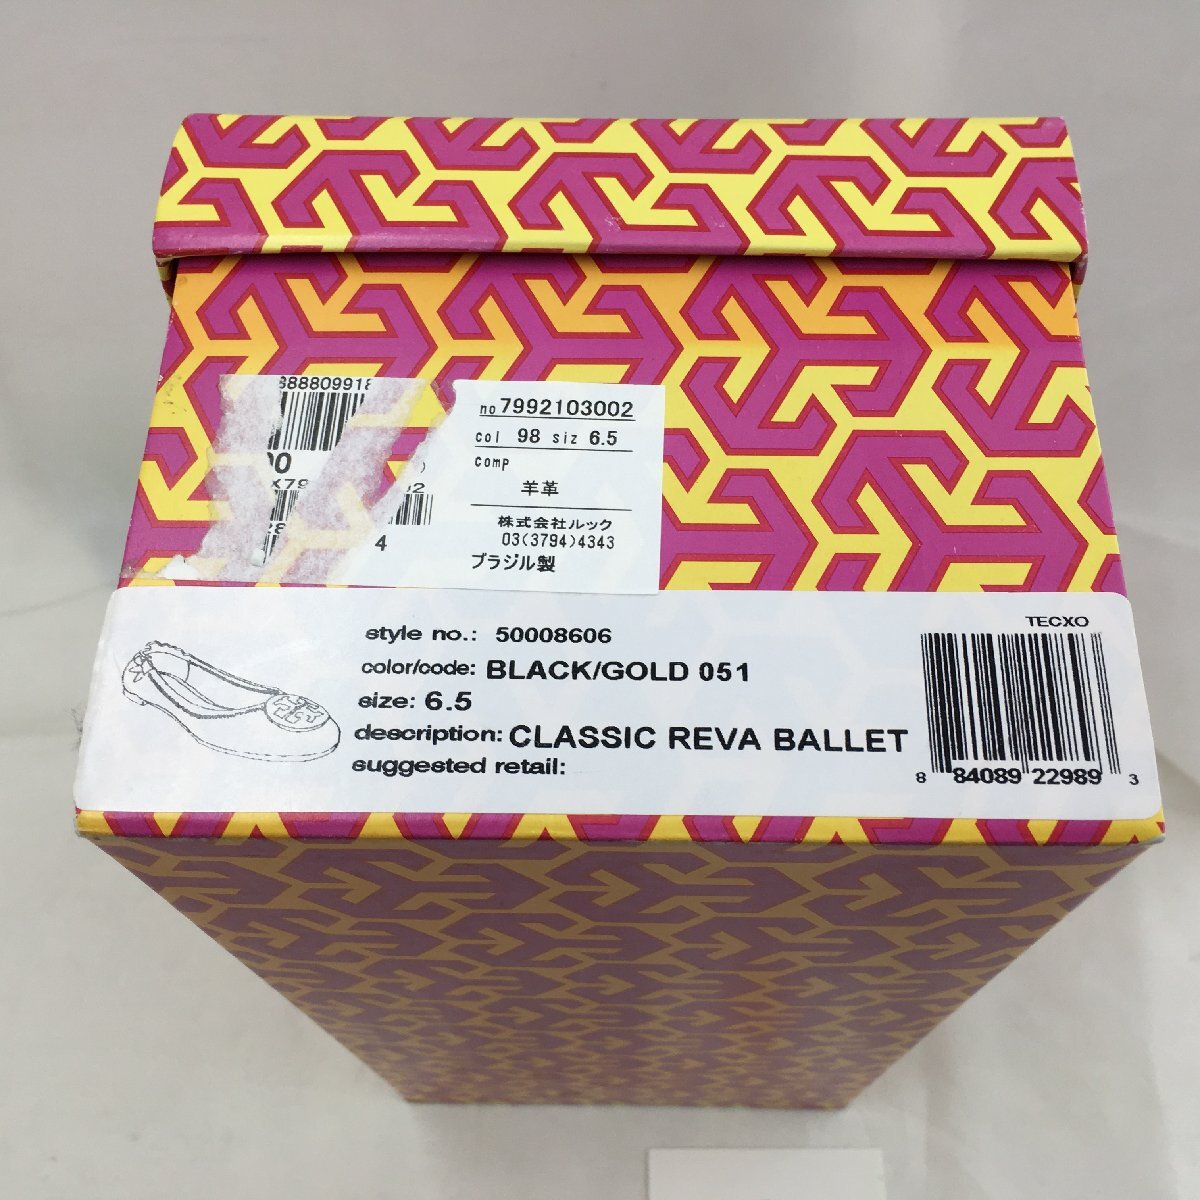 no 7992103002
col 98 siz 6.5
comp
羊革
株式会社ルック
03(3794)4343
ブラジル製
4
style no.: 50008606
color/code: BLACK/GOLD 051
size: 6.5
description: CLASSIC REVA BALLET
suggested retail:
TECXO
8 84089 22989 3